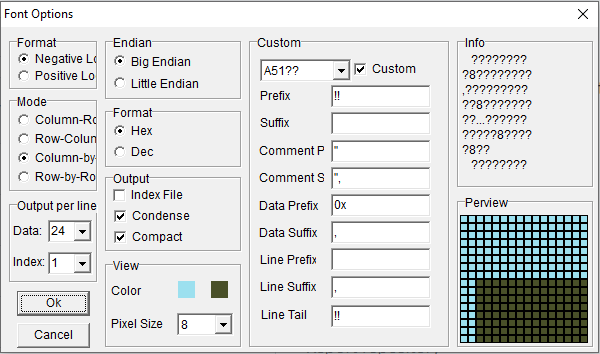 Font Options
Format
Negative Lo
Positive Lo
Mode
Column-Ro
Row-Colum
Column-by-
Row-by-Ro
Output per line
Data: 24
Index: 1
Ok
Cancel
Endian
Big Endian
Little Endian
Format
Hex
Dec
Output
Index File
Condense
Compact
View
Color
Pixel Size 8
Custom
A51?? Custom
Prefix !!
Suffix
Comment P "
Comment S ",
Data Prefix 0x
Data Suffix ,
Line Prefix
Line Suffix ,
Line Tail !!
Info
????????
?8????????
,?????????
??8???????
??...??????
?????8????
?8??
????????
Perview